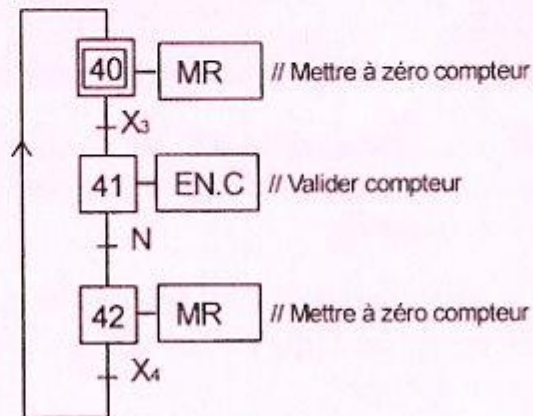 40 MR // Mettre à zéro compteur
X₃
41 EN.C // Valider compteur
N
42 MR // Mettre à zéro compteur
X₄